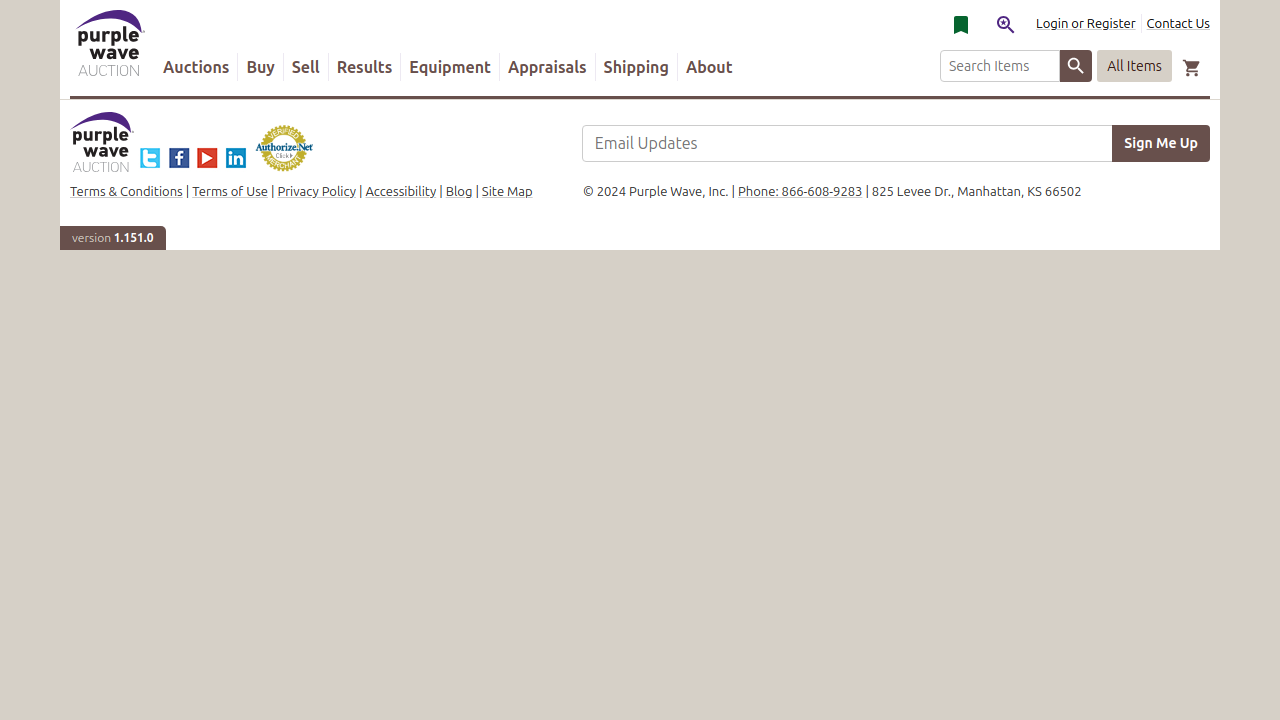 purple
wave
AUCTION
Login or Register
Contact Us
Auctions
Buy
Sell
Results
Equipment
Appraisals
Shipping
About
Search Items
All Items
purple
wave
AUCTION
Authorize.Net
Click
Email Updates
Sign Me Up
Terms & Conditions | Terms of Use | Privacy Policy | Accessibility | Blog | Site Map
© 2024 Purple Wave, Inc. | Phone: 866-608-9283 | 825 Levee Dr., Manhattan, KS 66502
version 1.151.0